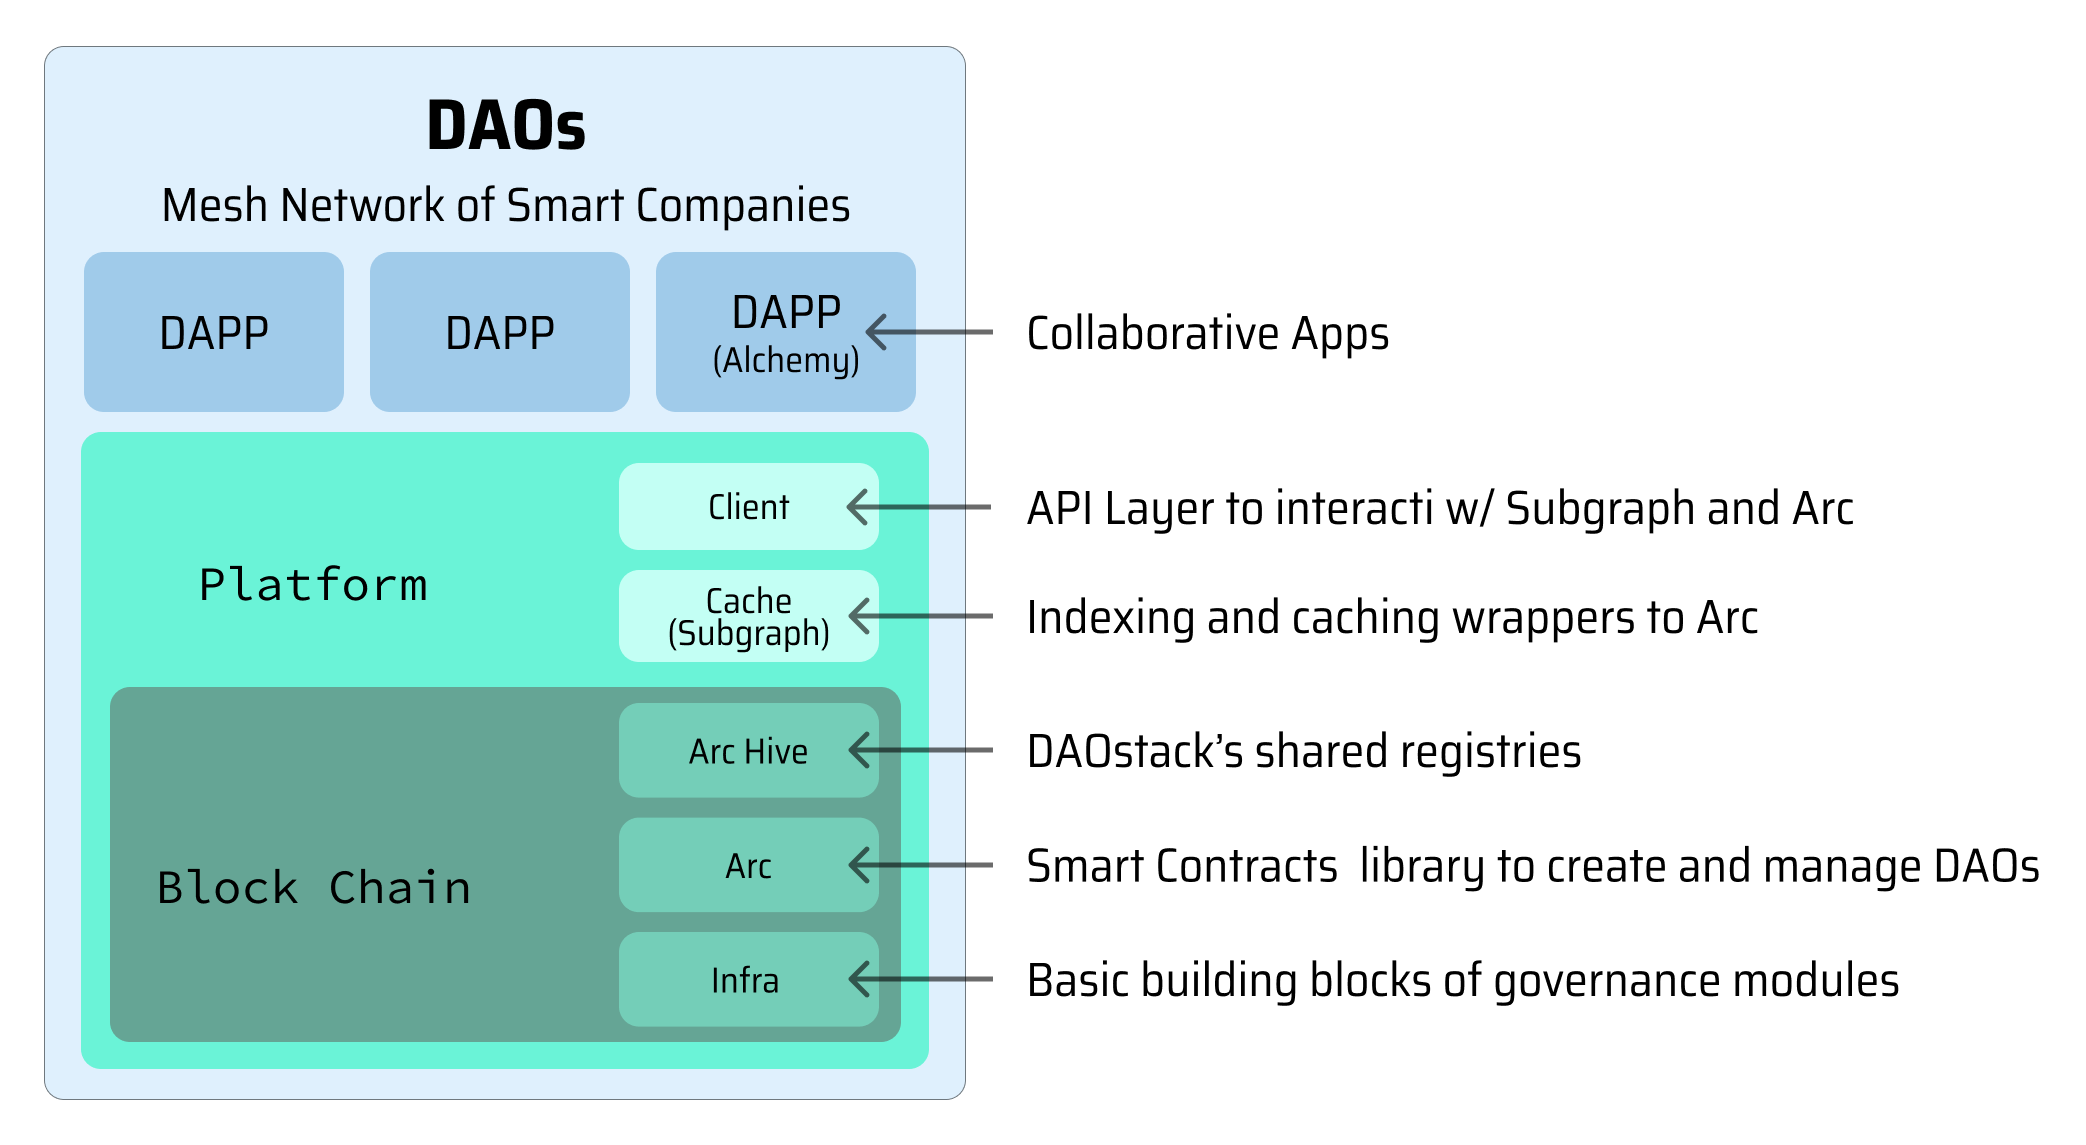 DAOs
Mesh Network of Smart Companies
DAPP
DAPP
DAPP
(Alchemy)
Collaborative Apps
Platform
Client
API Layer to interacti w/ Subgraph and Arc
Cache
(Subgraph)
Indexing and caching wrappers to Arc
Block Chain
Arc Hive
DAOstack’s shared registries
Arc
Smart Contracts  library to create and manage DAOs
Infra
Basic building blocks of governance modules